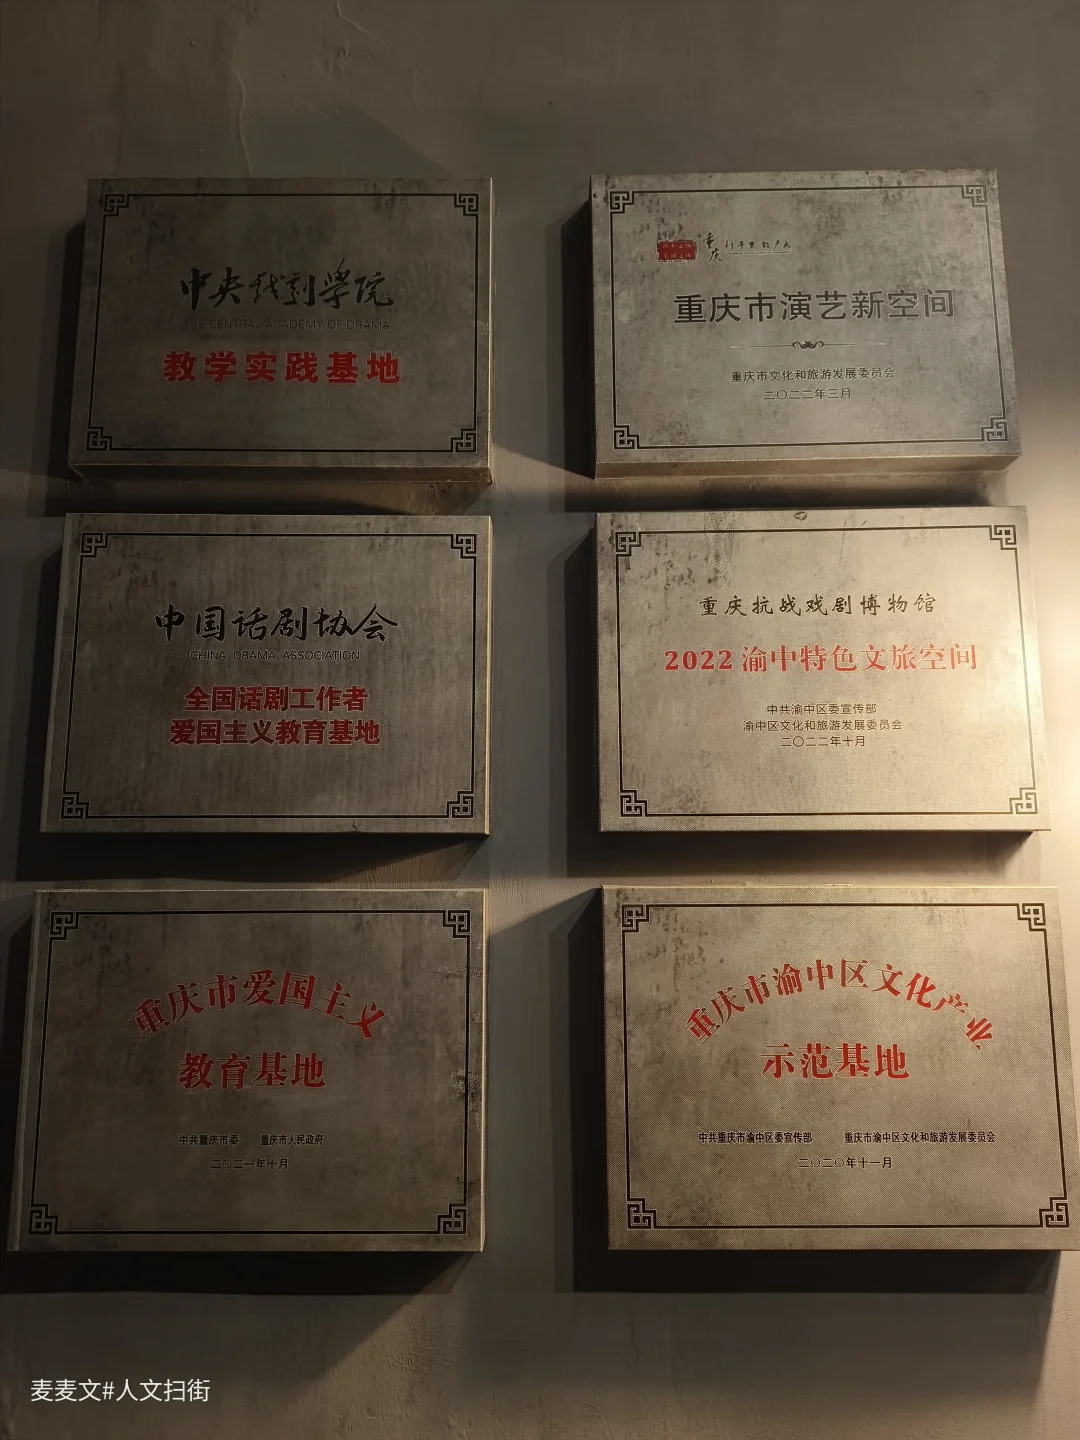 中央戏剧学院
THE CENTRAL ACADEMY OF DRAMA
教学实践基地
重庆
行千里 致广大
重庆市演艺新空间
重庆市文化和旅游发展委员会
二〇二二年三月
中国话剧协会
CHINA DRAMA ASSOCIATION
全国话剧工作者
爱国主义教育基地
重庆抗战戏剧博物馆
2022 渝中特色文旅空间
中共渝中区委宣传部
渝中区文化和旅游发展委员会
二〇二二年十月
重庆市爱国主义
教育基地
中共重庆市委 重庆市人民政府
二〇二一年十月
重庆市渝中区文化产业
示范基地
中共重庆市渝中区委宣传部 重庆市渝中区文化和旅游发展委员会
二〇二〇年十一月
麦麦文#人文扫街